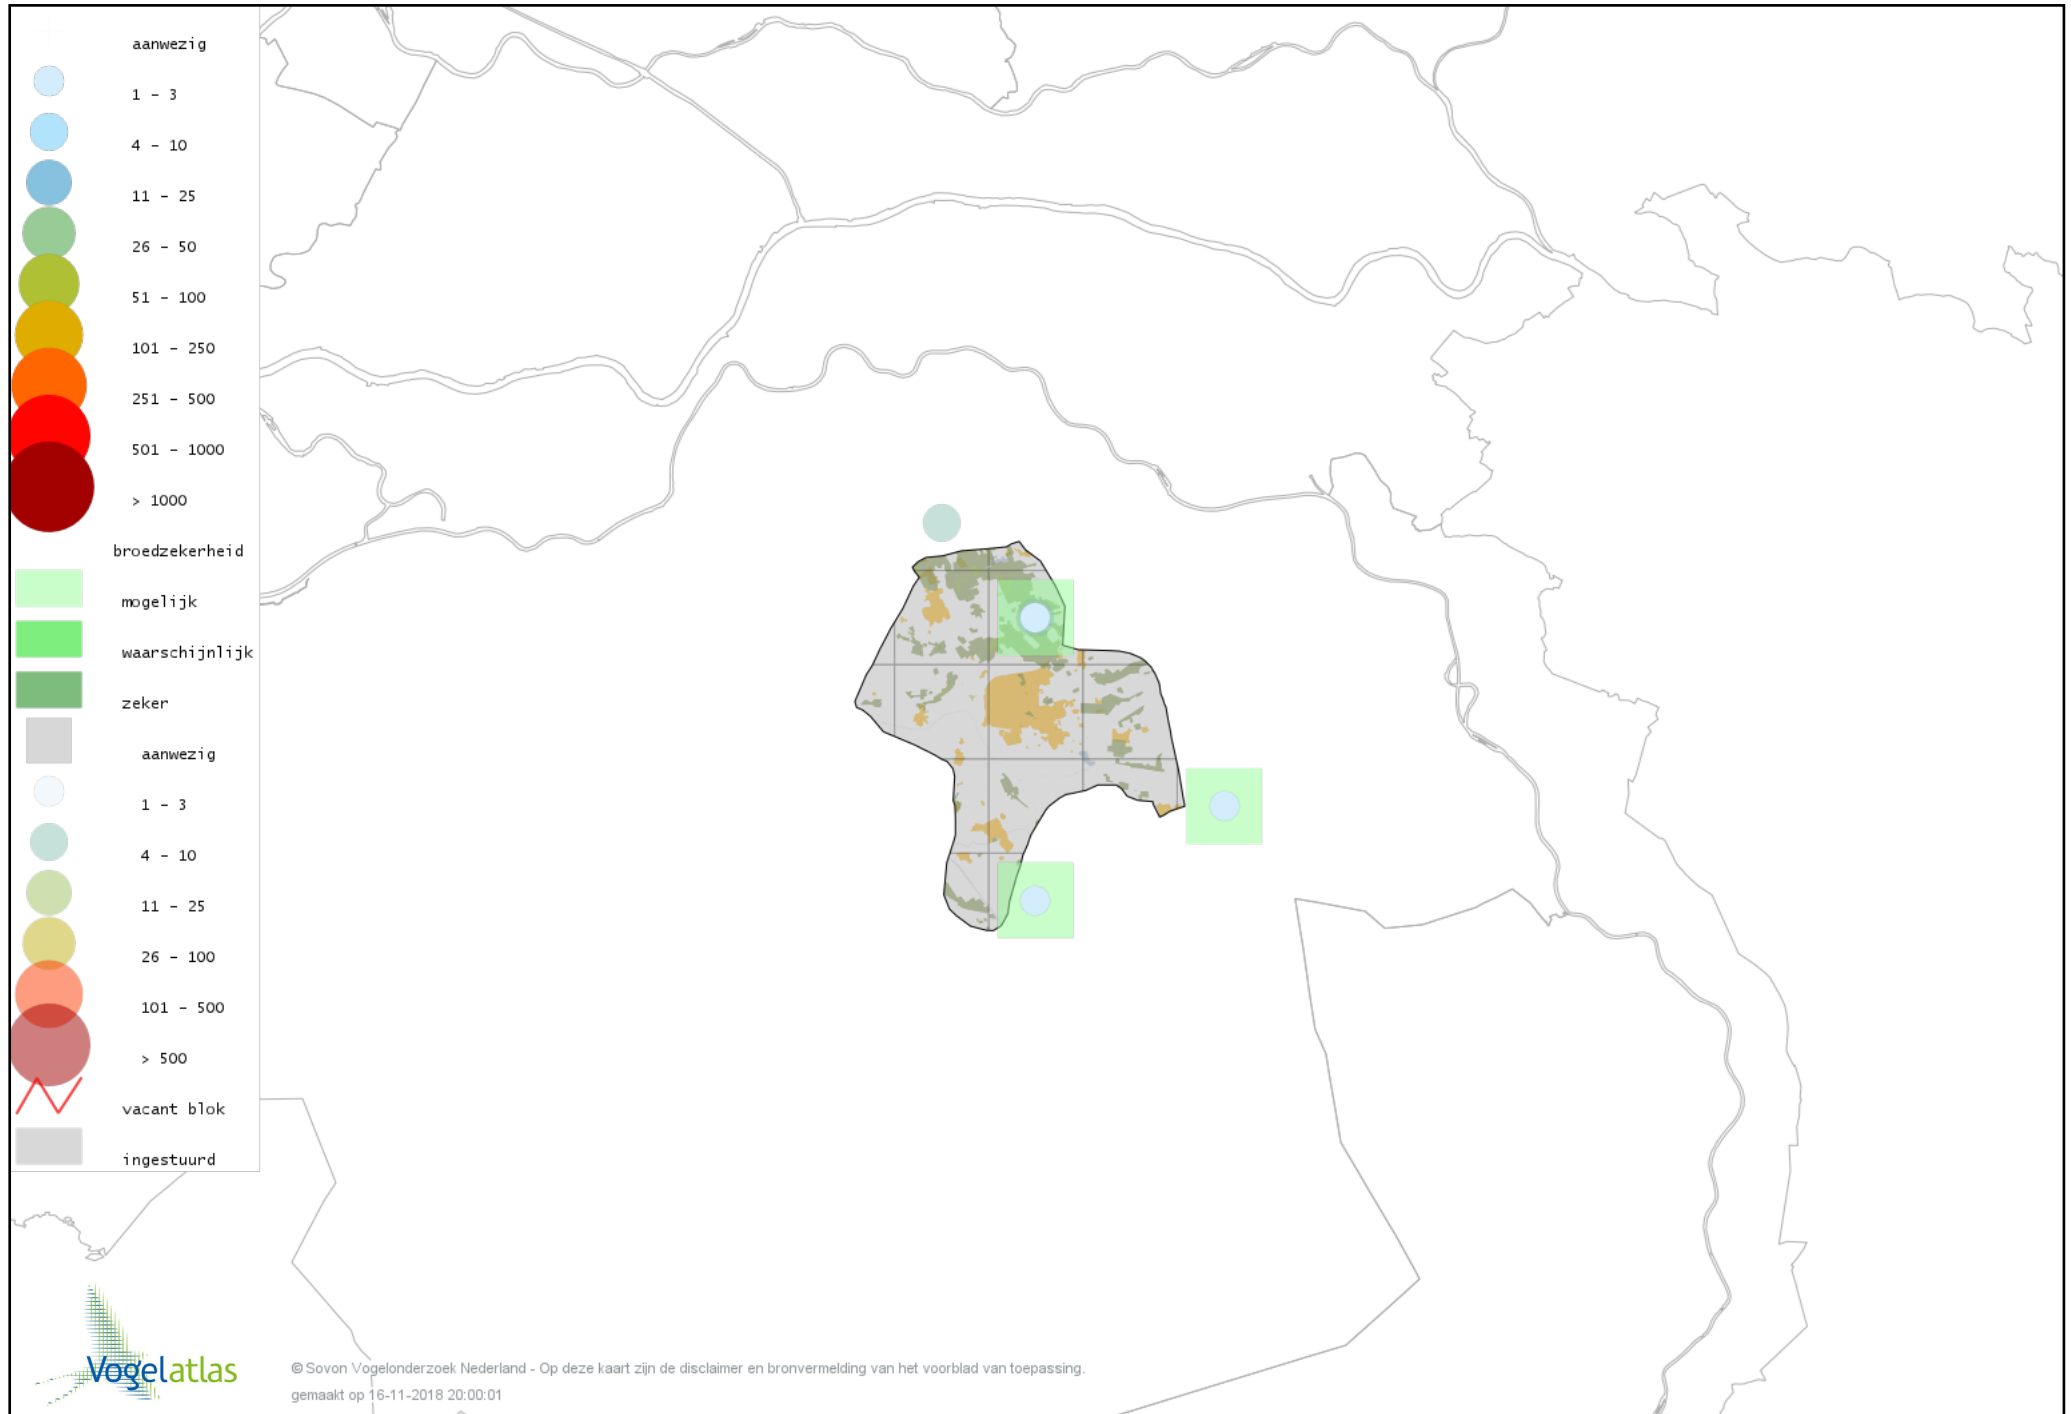 aanwezig
1 - 3
4 - 10
11 - 25
26 - 50
51 - 100
101 - 250
251 - 500
501 - 1000
> 1000
broedzekerheid
mogelijk
waarschijnlijk
zeker
aanwezig
1 - 3
4 - 10
11 - 25
26 - 100
101 - 500
> 500
vacant blok
ingestuurd
Vogelatlas
© Sovon Vogelonderzoek Nederland - Op deze kaart zijn de disclaimer en bronvermelding van het voorblad van toepassing.
gemaakt op 16-11-2018 20:00:01